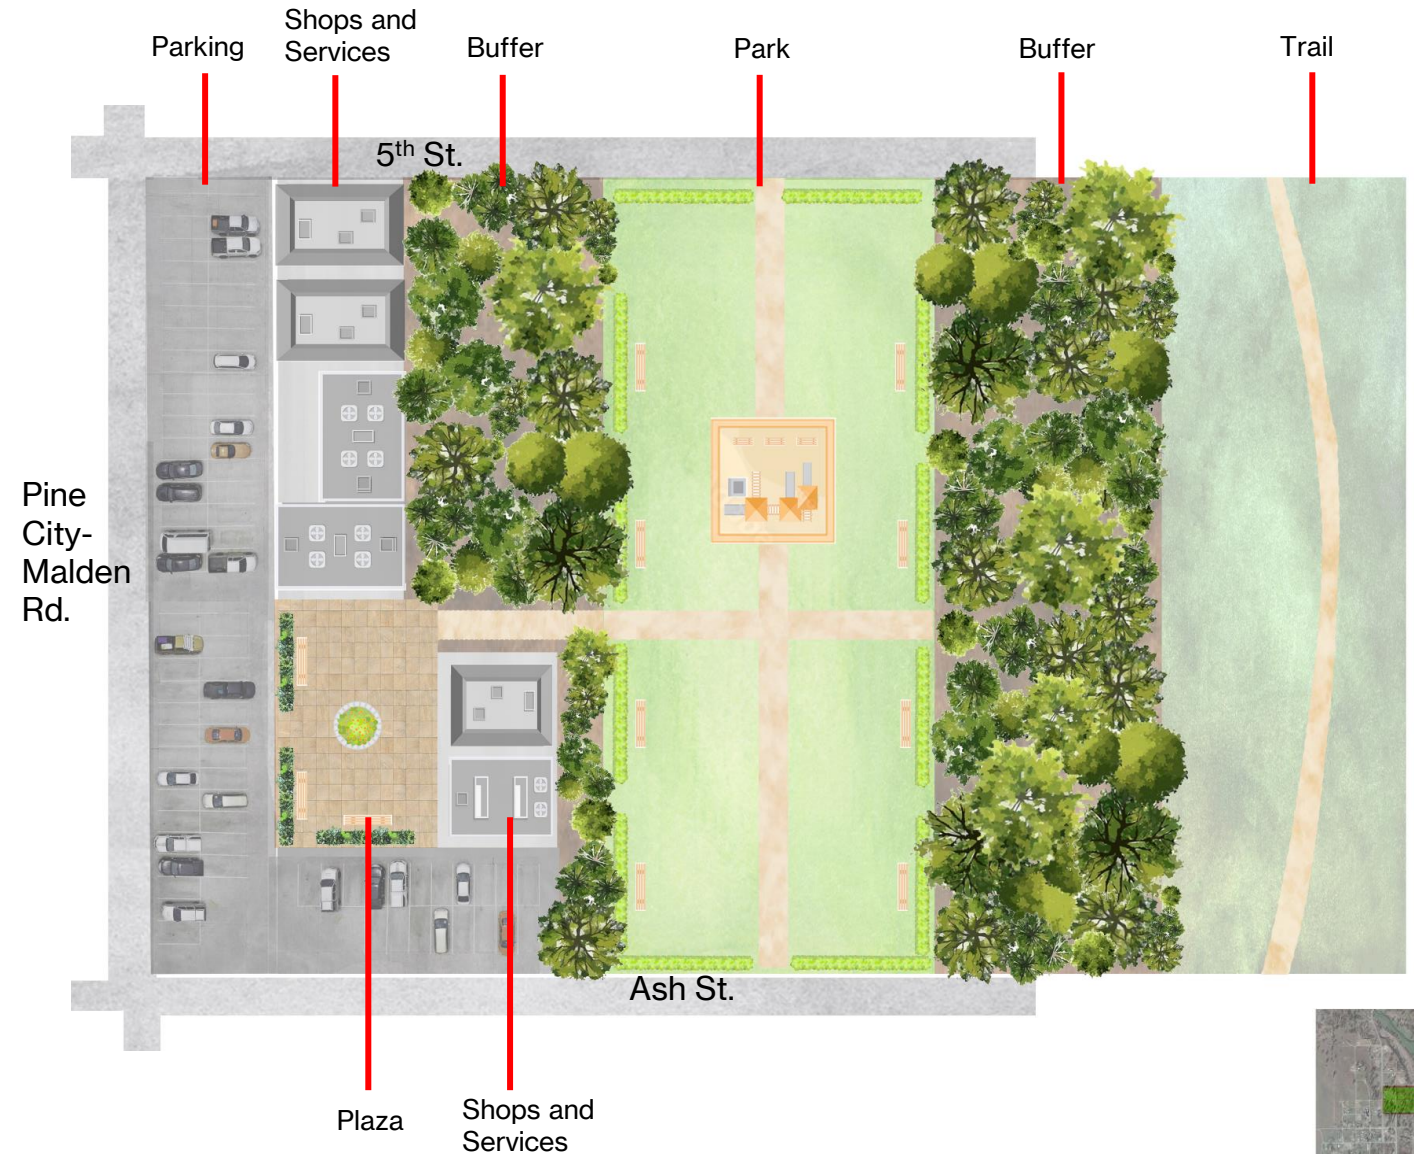 Parking
Shops and
Services
Buffer
Park
Buffer
Trail
5th St.
Pine
City-
Malden
Rd.
Ash St.
Plaza
Shops and
Services